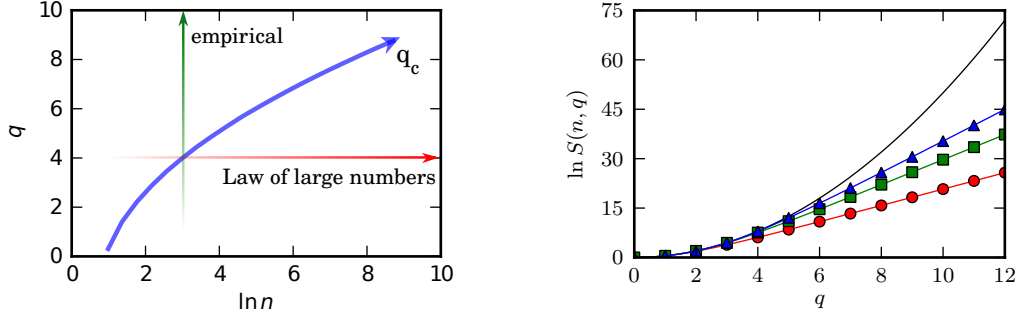 10
8
6
4
2
0
q
empirical
q_c
Law of large numbers
0 2 4 6 8 10
ln n
75
60
45
30
15
0
ln S(n, q)
0 2 4 6 8 10 12
q